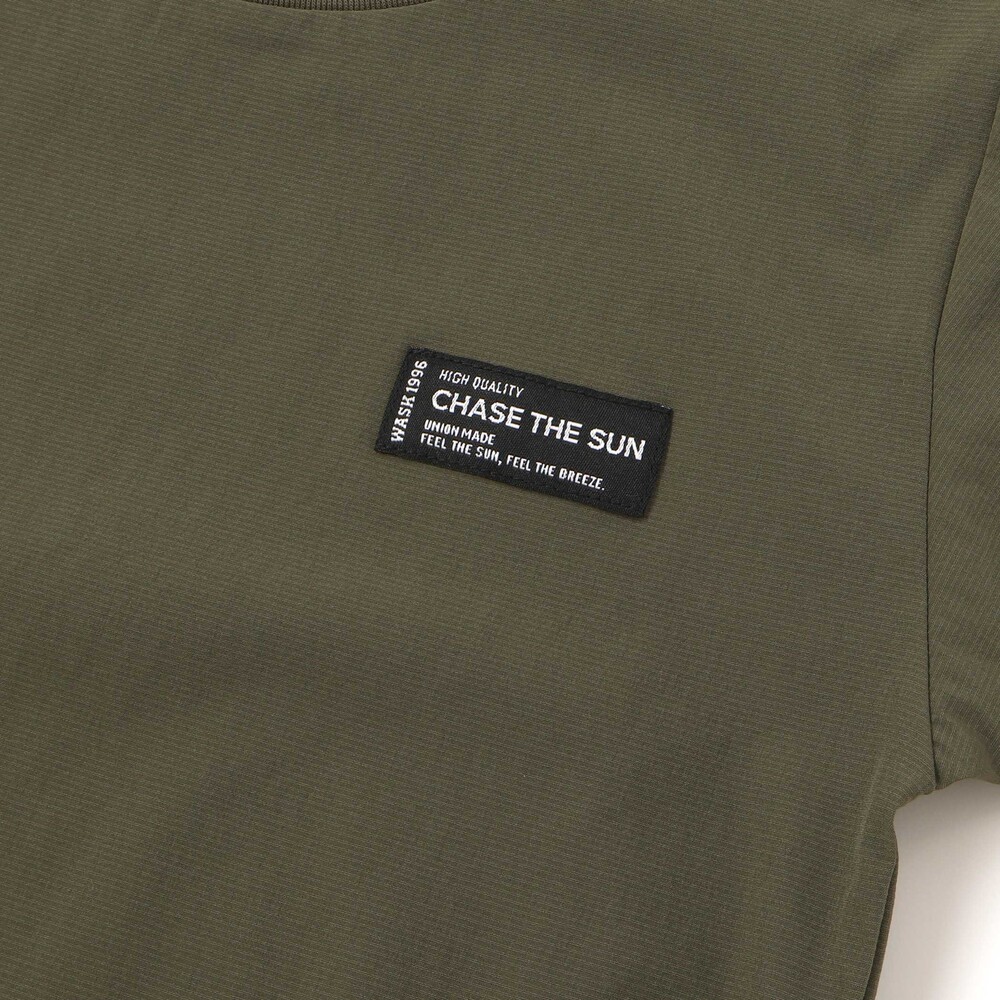 WASK 1996
HIGH QUALITY
CHASE THE SUN
UNION MADE
FEEL THE SUN, FEEL THE BREEZE.